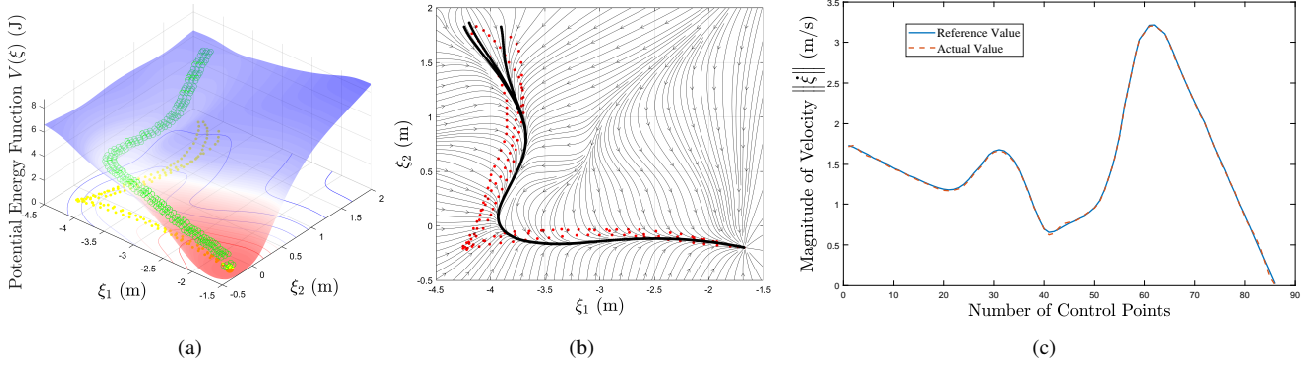 Potential Energy Function V(ξ) (J)
8
6
4
2
0
4.5
-4
-3.5
-3
-2.5
-2
-1.5
-0.5
0
0.5
1
1.5
2
ξ1 (m)
ξ2 (m)
(a)
ξ2 (m)
2
1.5
1
0.5
0
-0.5
-4.5 -4 -3.5 -3 -2.5 -2 -1.5
ξ1 (m)
(b)
Magnitude of Velocity ||ξ̇|| (m/s)
3.5
3
2.5
2
1.5
1
0.5
0
Reference Value
Actual Value
0 10 20 30 40 50 60 70 80 90
Number of Control Points
(c)